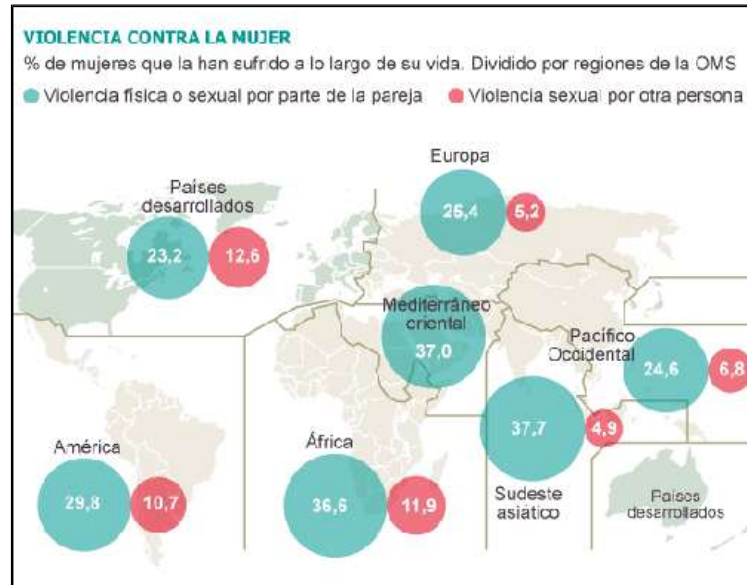 VIOLENCIA CONTRA LA MUJER
% de mujeres que la han sufrido a lo largo de su vida. Dividido por regiones de la OMS
Violencia física o sexual por parte de la pareja
Violencia sexual por otra persona
Europa
25,4
5,2
Países
desarrollados
23,2
12,6
Mediterráneo
oriental
37,0
Pacífico
Occidental
24,6
6,8
América
29,8
10,7
África
36,6
11,9
37,7
4,9
Sudeste
asiático
Países
desarrollados